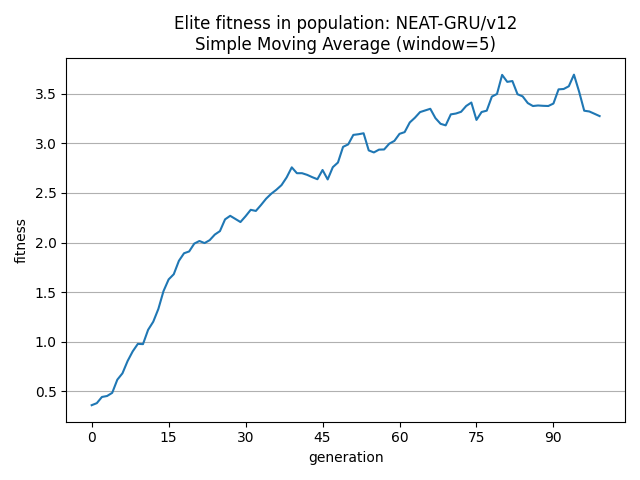 Elite fitness in population: NEAT-GRU/v12
Simple Moving Average (window=5)
fitness
3.5
3.0
2.5
2.0
1.5
1.0
0.5
0 15 30 45 60 75 90
generation